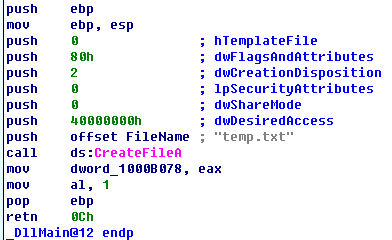 push ebp
mov ebp, esp
push 0 ; hTemplateFile
push 80h ; dwFlagsAndAttributes
push 2 ; dwCreationDisposition
push 0 ; lpSecurityAttributes
push 0 ; dwShareMode
push 40000000h ; dwDesiredAccess
push offset FileName ; "temp.txt"
call ds:CreateFileA
mov dword_1000B078, eax
mov al, 1
pop ebp
retn 0Ch
_DllMain@12 endp